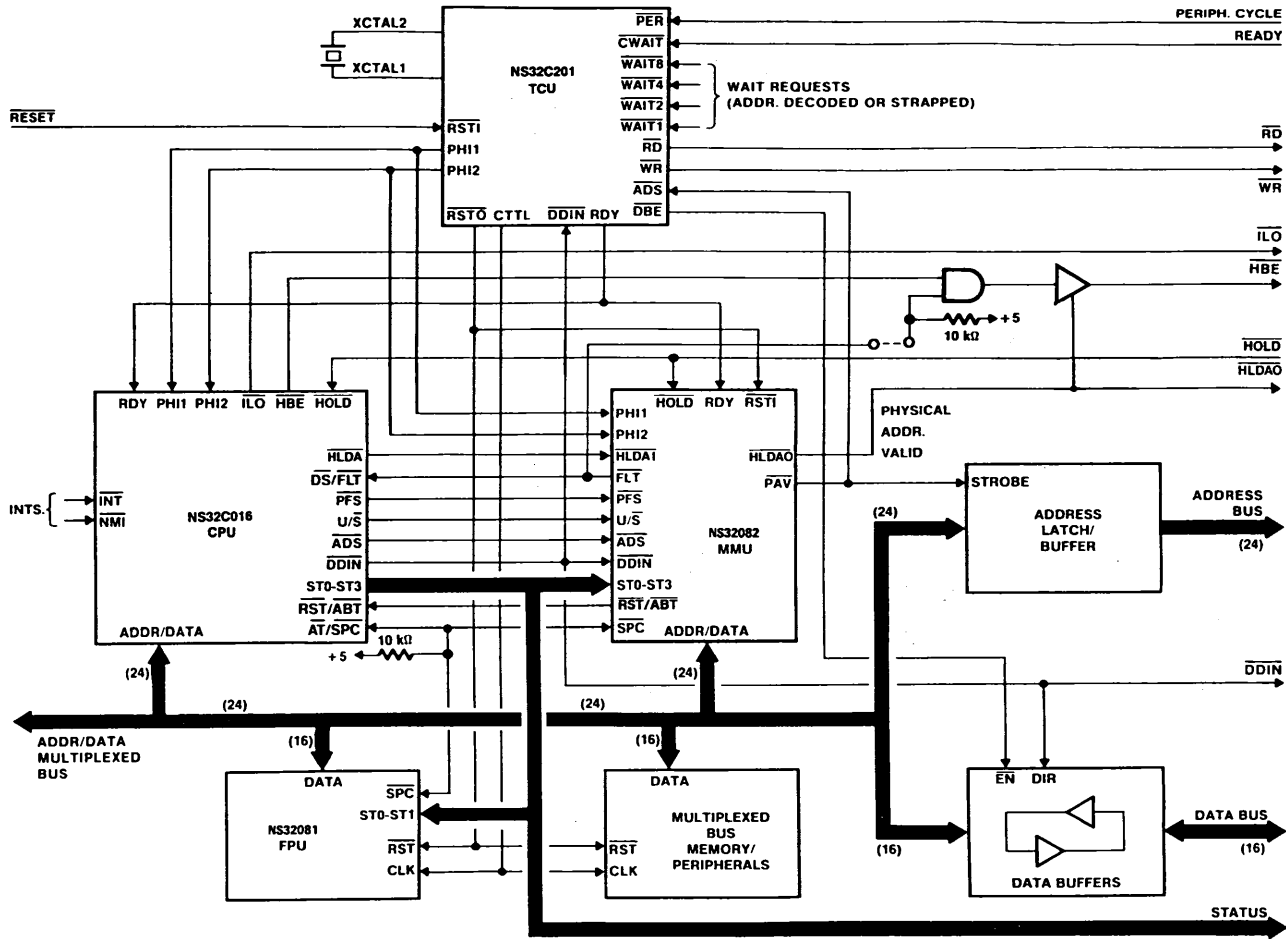 XCTAL2
XCTAL1
NS32C201
TCU
PER
CWAIT
WAIT8
WAIT4
WAIT2
WAIT1
RD
WR
ADS
DBE
RSTI
PHI1
PHI2
RSTO CTTL DDIN RDY
WAIT REQUESTS
(ADDR. DECODED OR STRAPPED)
PERIPH. CYCLE
READY
RESET
RD
WR
ILO
HBE
+5
10 kΩ
HOLD
HLDAO
RDY PHI1 PHI2 ILO HBE HOLD
INTS.
INT
NMI
NS32C016
CPU
HLDA
DS/FLT
PFS
U/S
ADS
DDIN
ST0-ST3
RST/ABT
AT/SPC
ADDR/DATA
HOLD RDY RSTI
PHI1
PHI2
HLDAI
FLT
PFS
U/S
ADS
DDIN
ST0-ST3
RST/ABT
SPC
NS32082
MMU
HLDAO
PAV
ADDR/DATA
PHYSICAL
ADDR.
VALID
STROBE
ADDRESS
LATCH/
BUFFER
ADDRESS
BUS
(24)
(24)
10 kΩ
+5
(24)
(24)
(24)
(24)
DDIN
ADDR/DATA
MULTIPLEXED
BUS
(16)
(16)
DATA
SPC
ST0-ST1
NS32081
FPU
RST
CLK
DATA
MULTIPLEXED
BUS
MEMORY/
PERIPHERALS
RST
CLK
EN DIR
DATA BUFFERS
(16)
DATA BUS
(16)
STATUS